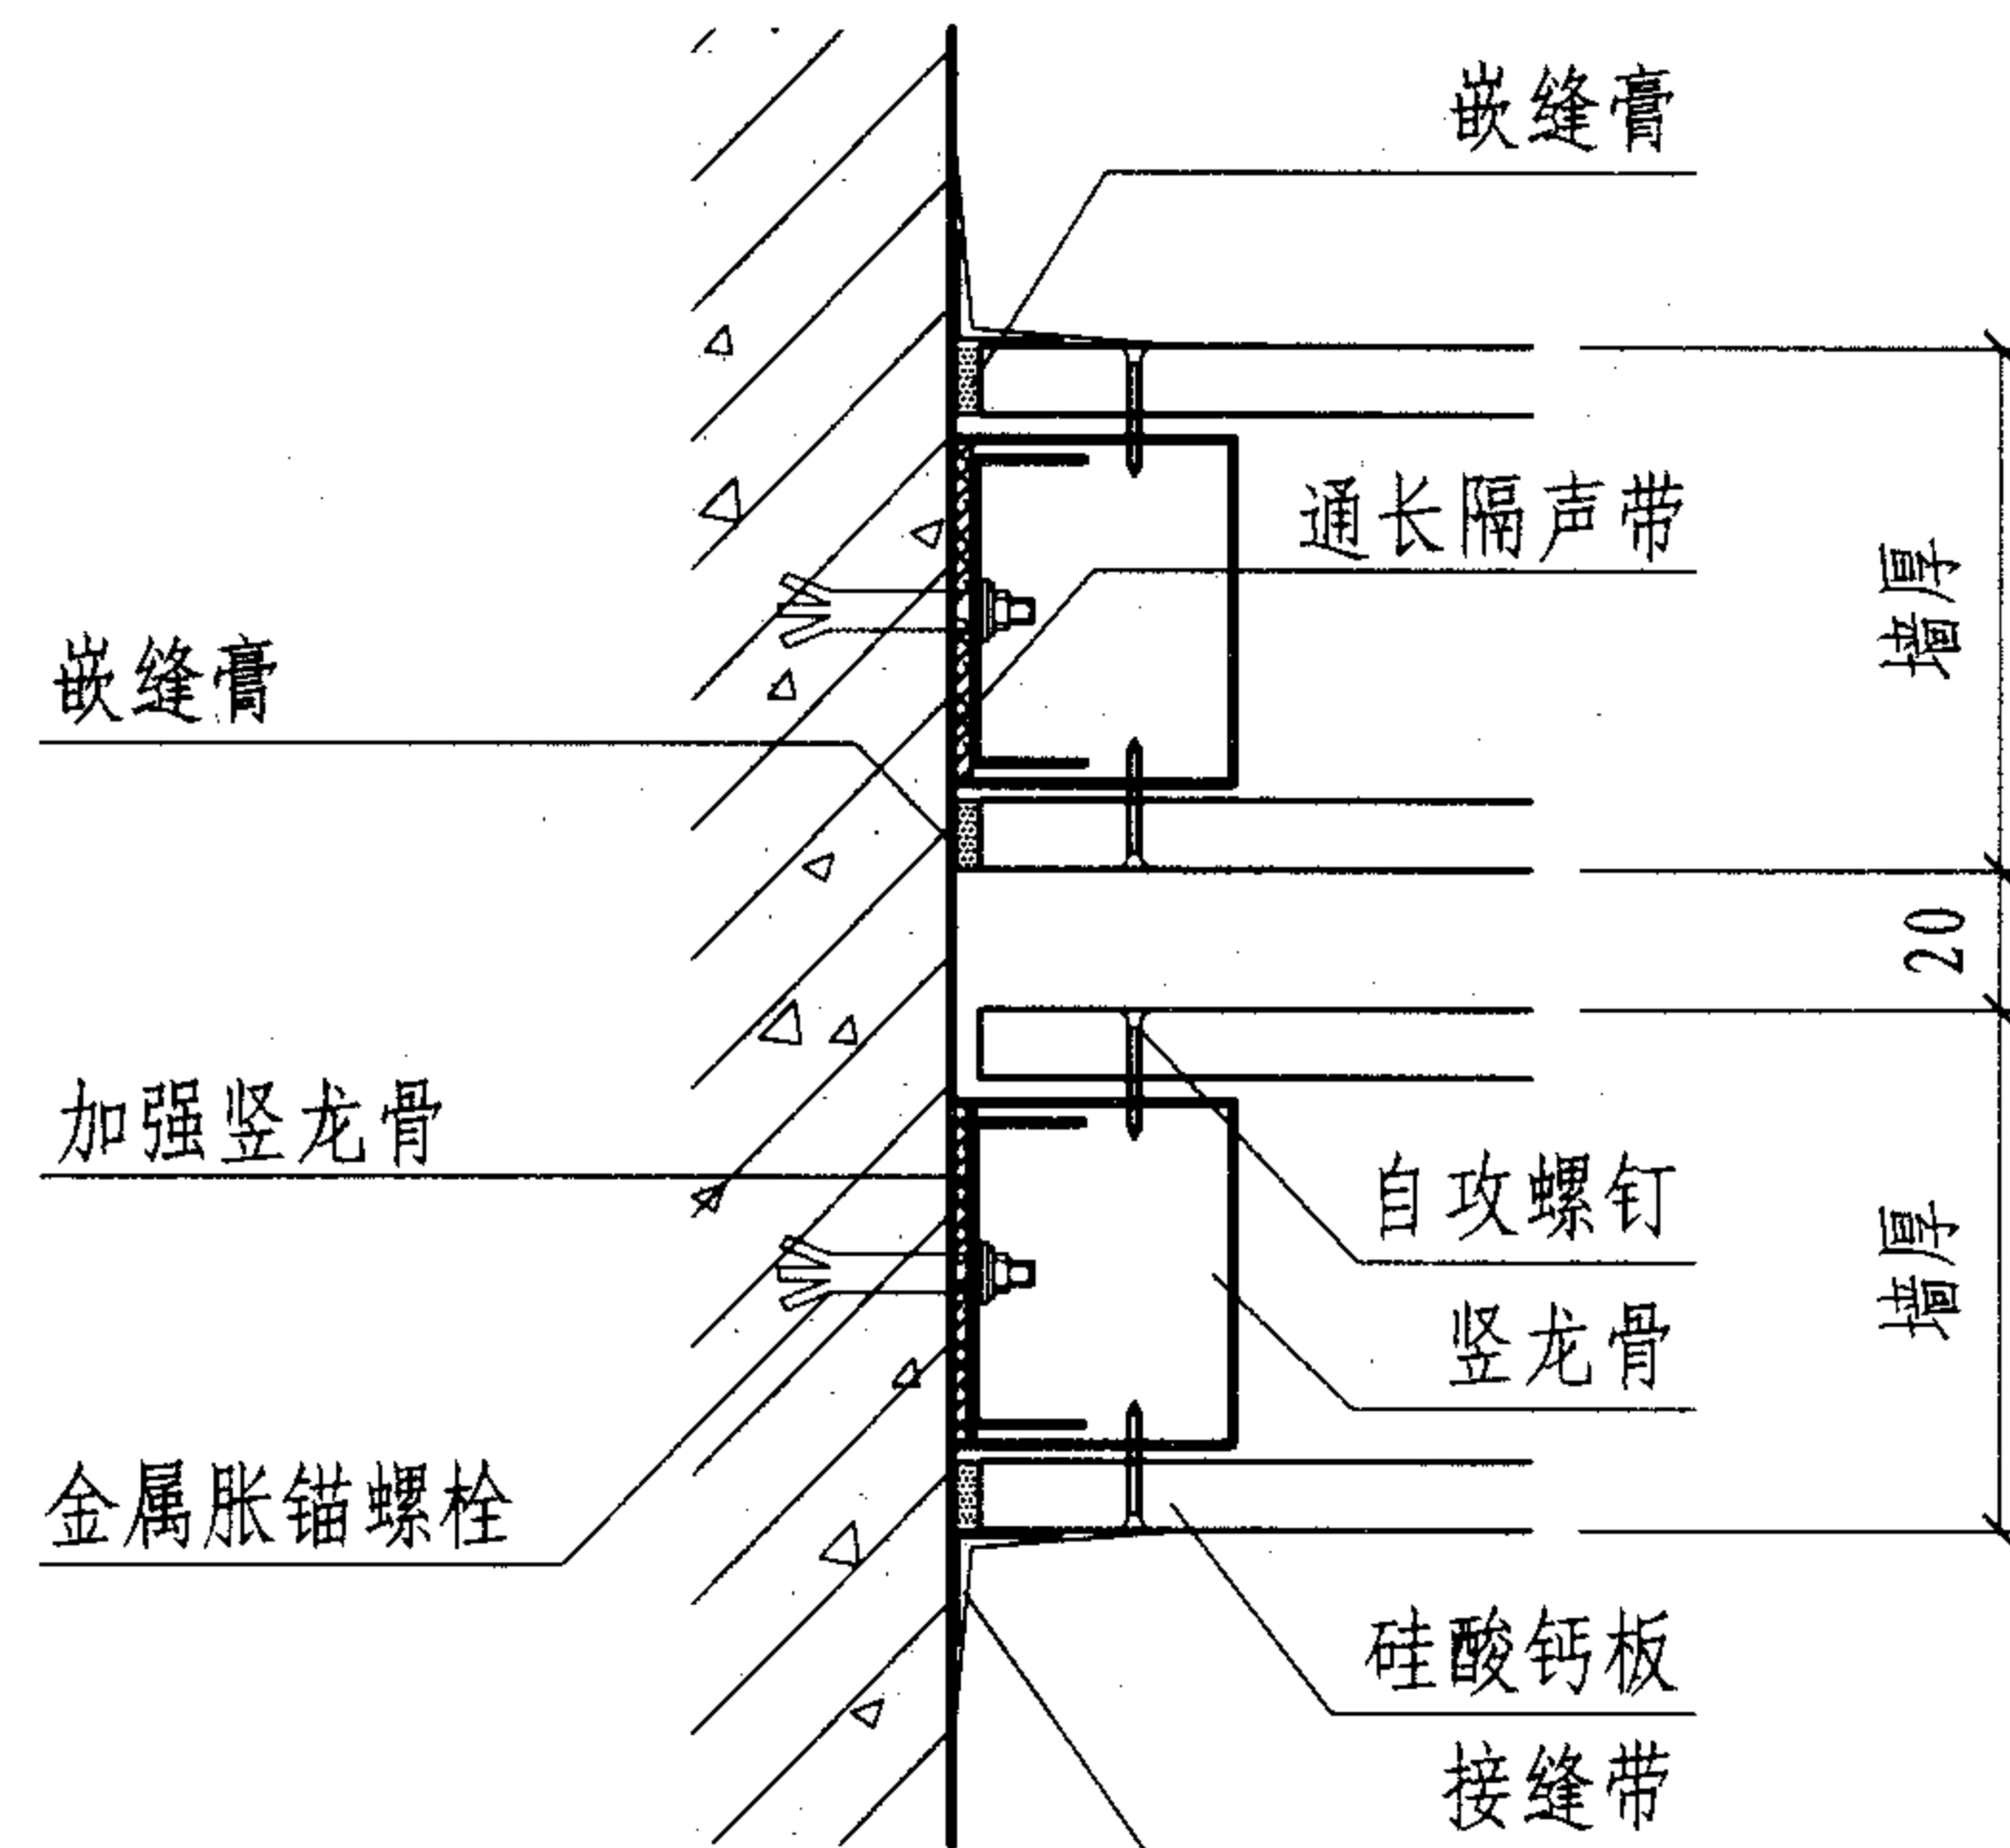 嵌缝膏
通长隔声带
墙厚
嵌缝膏
20
加强竖龙骨
自攻螺钉
墙厚
竖龙骨
金属胀锚螺栓
硅酸钙板
接缝带